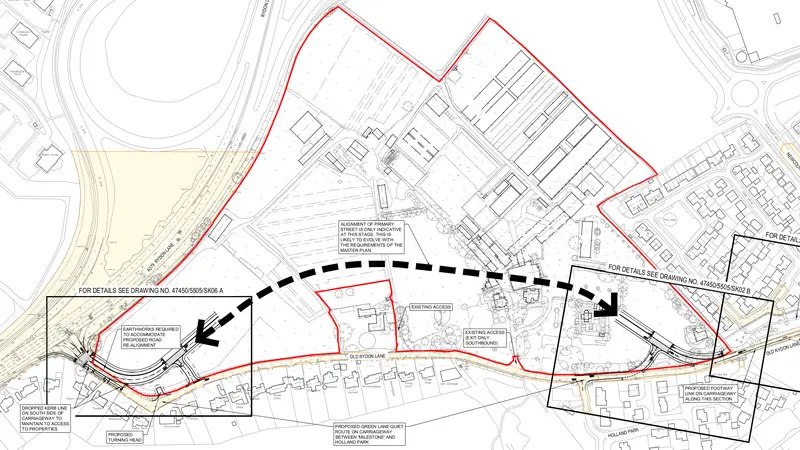 RYDON L
ALIGNMENT OF PRIMARY
STREET IS ONLY INDICATIVE
AT THIS STAGE. THIS IS
LIKELY TO EVOLVE WITH
THE REQUIREMENTS OF THE
MASTER PLAN.
A379 RYDON LANE
FOR DETAILS SEE DRAWING NO. 47450/5505/SK06 A
FOR DETAILS SEE DRAWING NO. 47450/5505/SK02 B
FOR DETAILS
EARTHWORKS REQUIRED
TO ACCOMMODATE
PROPOSED ROAD
RE-ALIGNMENT
EXISTING ACCESS
EXISTING ACCESS
(EXIT ONLY
SOUTHBOUND)
OLD RYDON LANE
OLD RYDON LANE
DROPPED KERB LINE
ON SOUTH SIDE OF
CARRIAGEWAY TO
MAINTAIN TO ACCESS
TO PROPERTIES
PROPOSED
TURNING HEAD
PROPOSED GREEN LANE QUIET
ROUTE ON CARRIAGEWAY
BETWEEN 'MILESTONE' AND
HOLLAND PARK
PROPOSED FOOTWAY
LINK ON CARRIAGEWAY
ALONG THIS SECTION
HOLLAND PARK